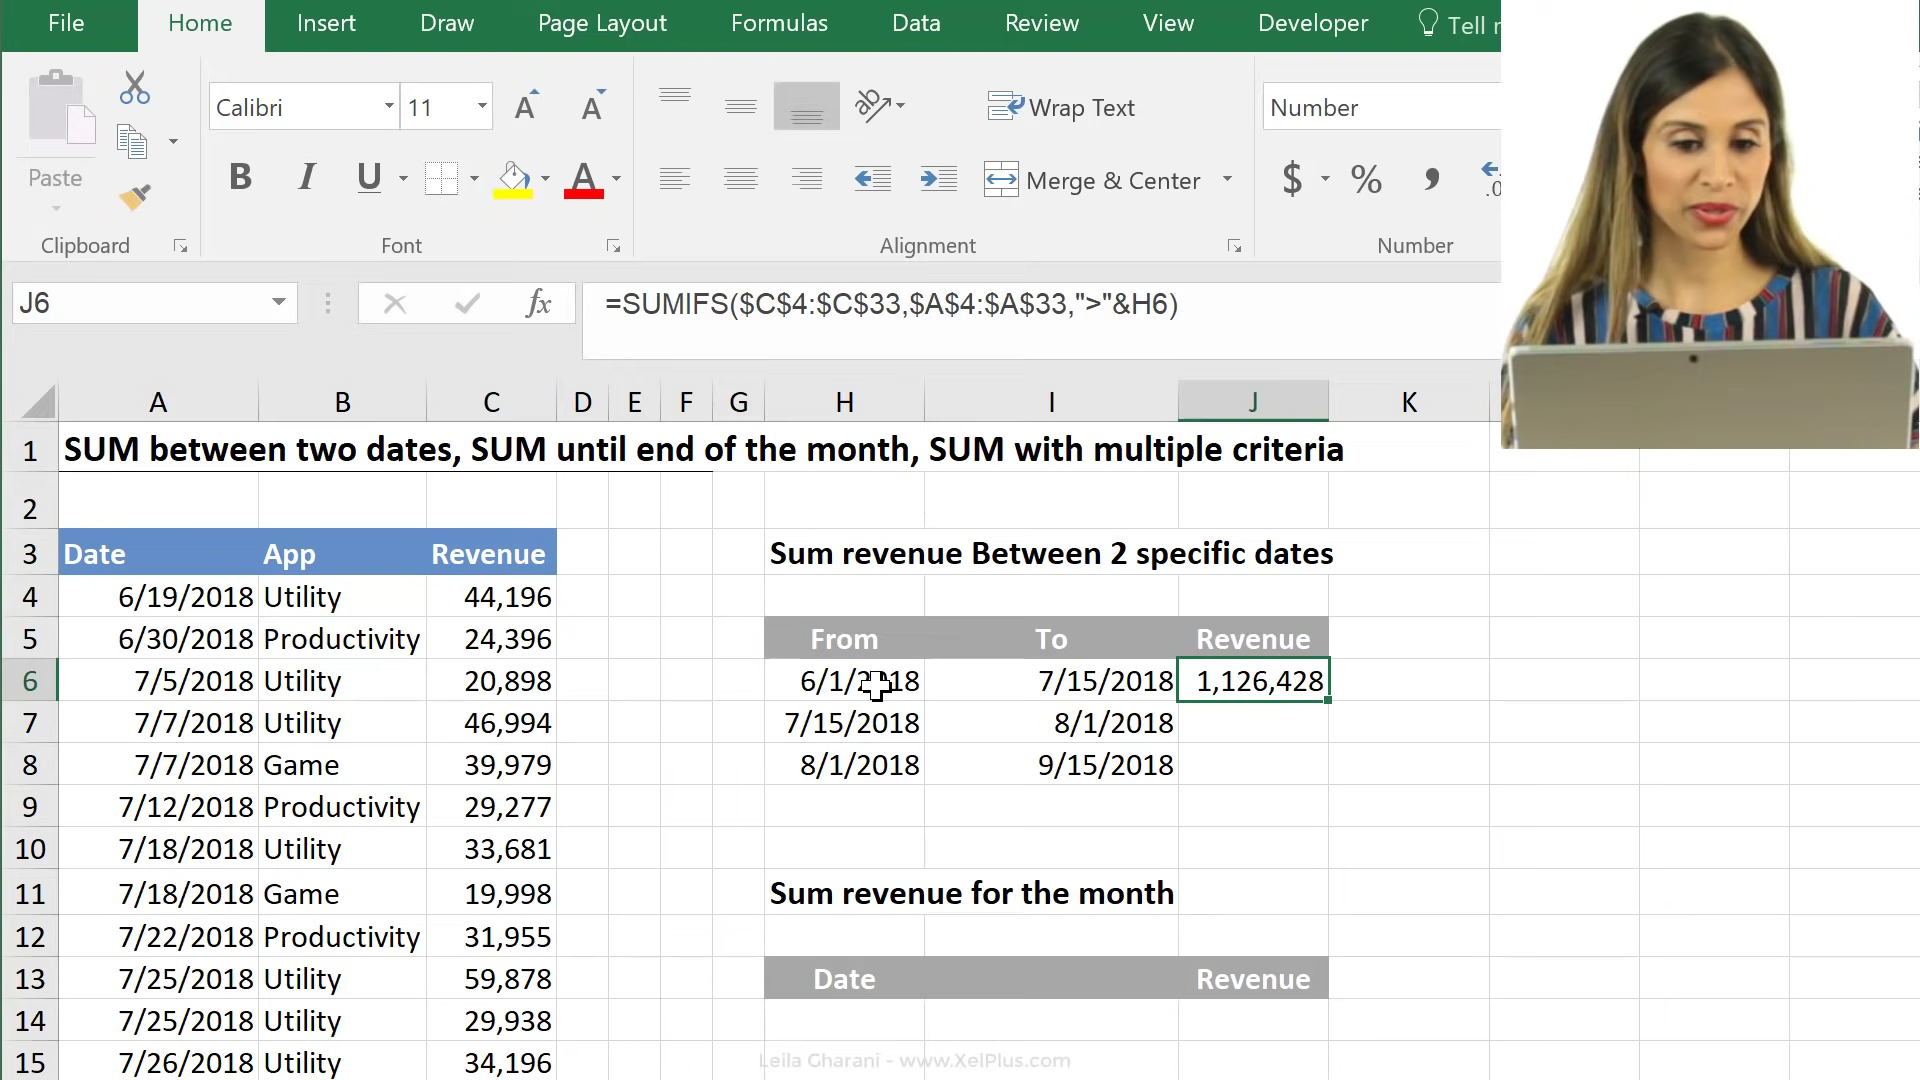 File Home Insert Draw Page Layout Formulas Data Review View Developer Tell
Calibri 11 Wrap Text Number
Paste B I U A Merge & Center $ % ,
Clipboard Font Alignment Number
J6 fx =SUMIFS($C$4:$C$33,$A$4:$A$33,">"&H6)
A B C D E F G H I J K
1 SUM between two dates, SUM until end of the month, SUM with multiple criteria
2
3 Date App Revenue Sum revenue Between 2 specific dates
4 6/19/2018 Utility 44,196
5 6/30/2018 Productivity 24,396 From To Revenue
6 7/5/2018 Utility 20,898 6/1/2018 7/15/2018 1,126,428
7 7/7/2018 Utility 46,994 7/15/2018 8/1/2018
8 7/7/2018 Game 39,979 8/1/2018 9/15/2018
9 7/12/2018 Productivity 29,277
10 7/18/2018 Utility 33,681
11 7/18/2018 Game 19,998 Sum revenue for the month
12 7/22/2018 Productivity 31,955
13 7/25/2018 Utility 59,878 Date Revenue
14 7/25/2018 Utility 29,938
15 7/26/2018 Utility 34,196
Leila Gharani - www.XelPlus.com